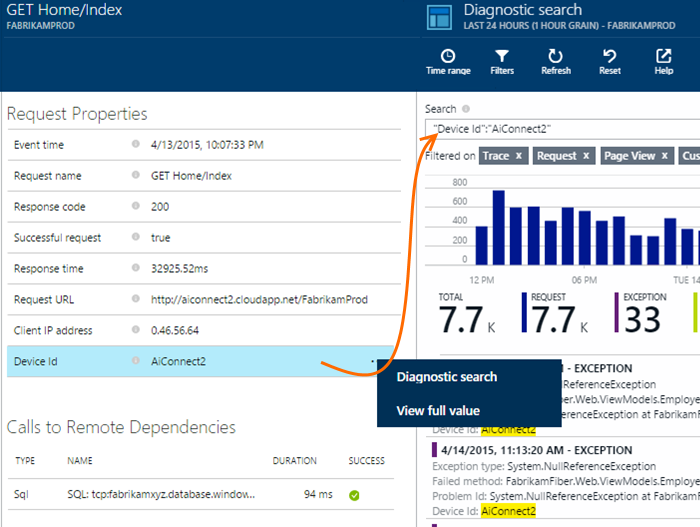 GET Home/Index
FABRIKAMPROD
Request Properties
Event time 4/13/2015, 10:07:33 PM
Request name GET Home/Index
Response code 200
Successful request true
Response time 32925.52ms
Request URL http://aiconnect2.cloudapp.net/FabrikamProd
Client IP address 0.46.56.64
Device Id AiConnect2
Calls to Remote Dependencies
TYPE NAME DURATION SUCCESS
Sql SQL: tcp:fabrikamxyz.database.window... 94 ms
Diagnostic search
LAST 24 HOURS (1 HOUR GRAIN) - FABRIKAMPROD
Time range Filters Refresh Reset Help
Search
"Device Id":"AiConnect2"
Filtered on Trace x Request x Page View x Cus
800
600
400
200
0
12 PM 06 PM TUE 14
TOTAL REQUEST EXCEPTION
7.7 K 7.7 K 33
Diagnostic search
View full value
M - EXCEPTION
NullReferenceException
Fiber.Web.ViewModels.Employe
ReferenceException at Fabrikam
Device Id: AiConnect2
4/14/2015, 11:13:20 AM - EXCEPTION
Exception type: System.NullReferenceException
Failed method: FabrikamFiber.Web.ViewModels.Employe
Problem Id: System.NullReferenceException at Fabrikam
Device Id: AiConnect2